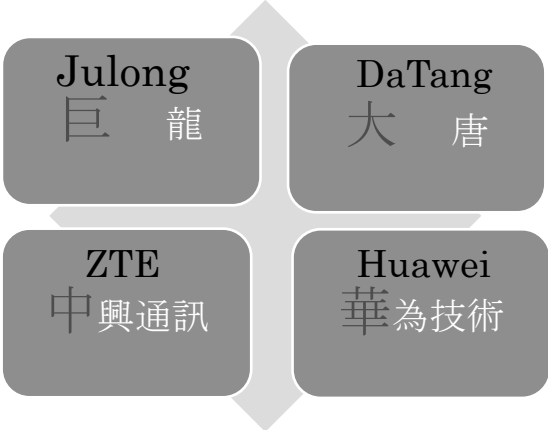 Julong
巨 龍
DaTang
大 唐
ZTE
中興通訊
Huawei
華為技術